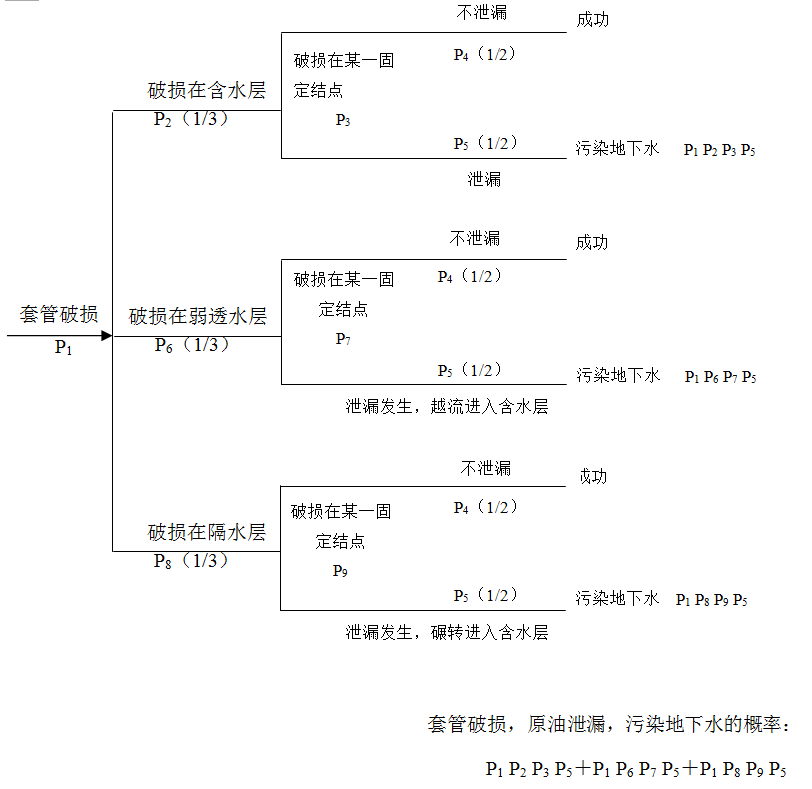 不泄漏
成功
破损在某一固
定结点
P3
P4（1/2）
破损在含水层
P2（1/3）
P5（1/2）
污染地下水 P1 P2 P3 P5
泄漏
不泄漏
成功
破损在某一固
定结点
P7
P4（1/2）
套管破损
P1
破损在弱透水层
P6（1/3）
P5（1/2）
污染地下水 P1 P6 P7 P5
泄漏发生，越流进入含水层
不泄漏
成功
破损在某一固
定结点
P9
P4（1/2）
破损在隔水层
P8（1/3）
P5（1/2）
污染地下水 P1 P8 P9 P5
泄漏发生，碾转进入含水层
套管破损，原油泄漏，污染地下水的概率：
P1 P2 P3 P5＋P1 P6 P7 P5＋P1 P8 P9 P5